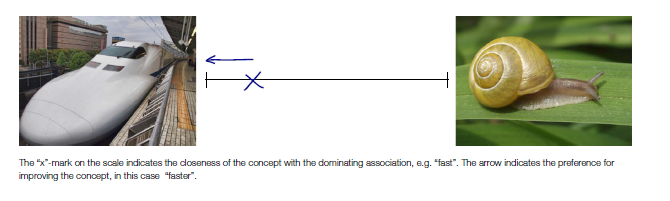 The "x"-mark on the scale indicates the closeness of the concept with the dominating association, e.g. "fast". The arrow indicates the preference for
improving the concept, in this case "faster".